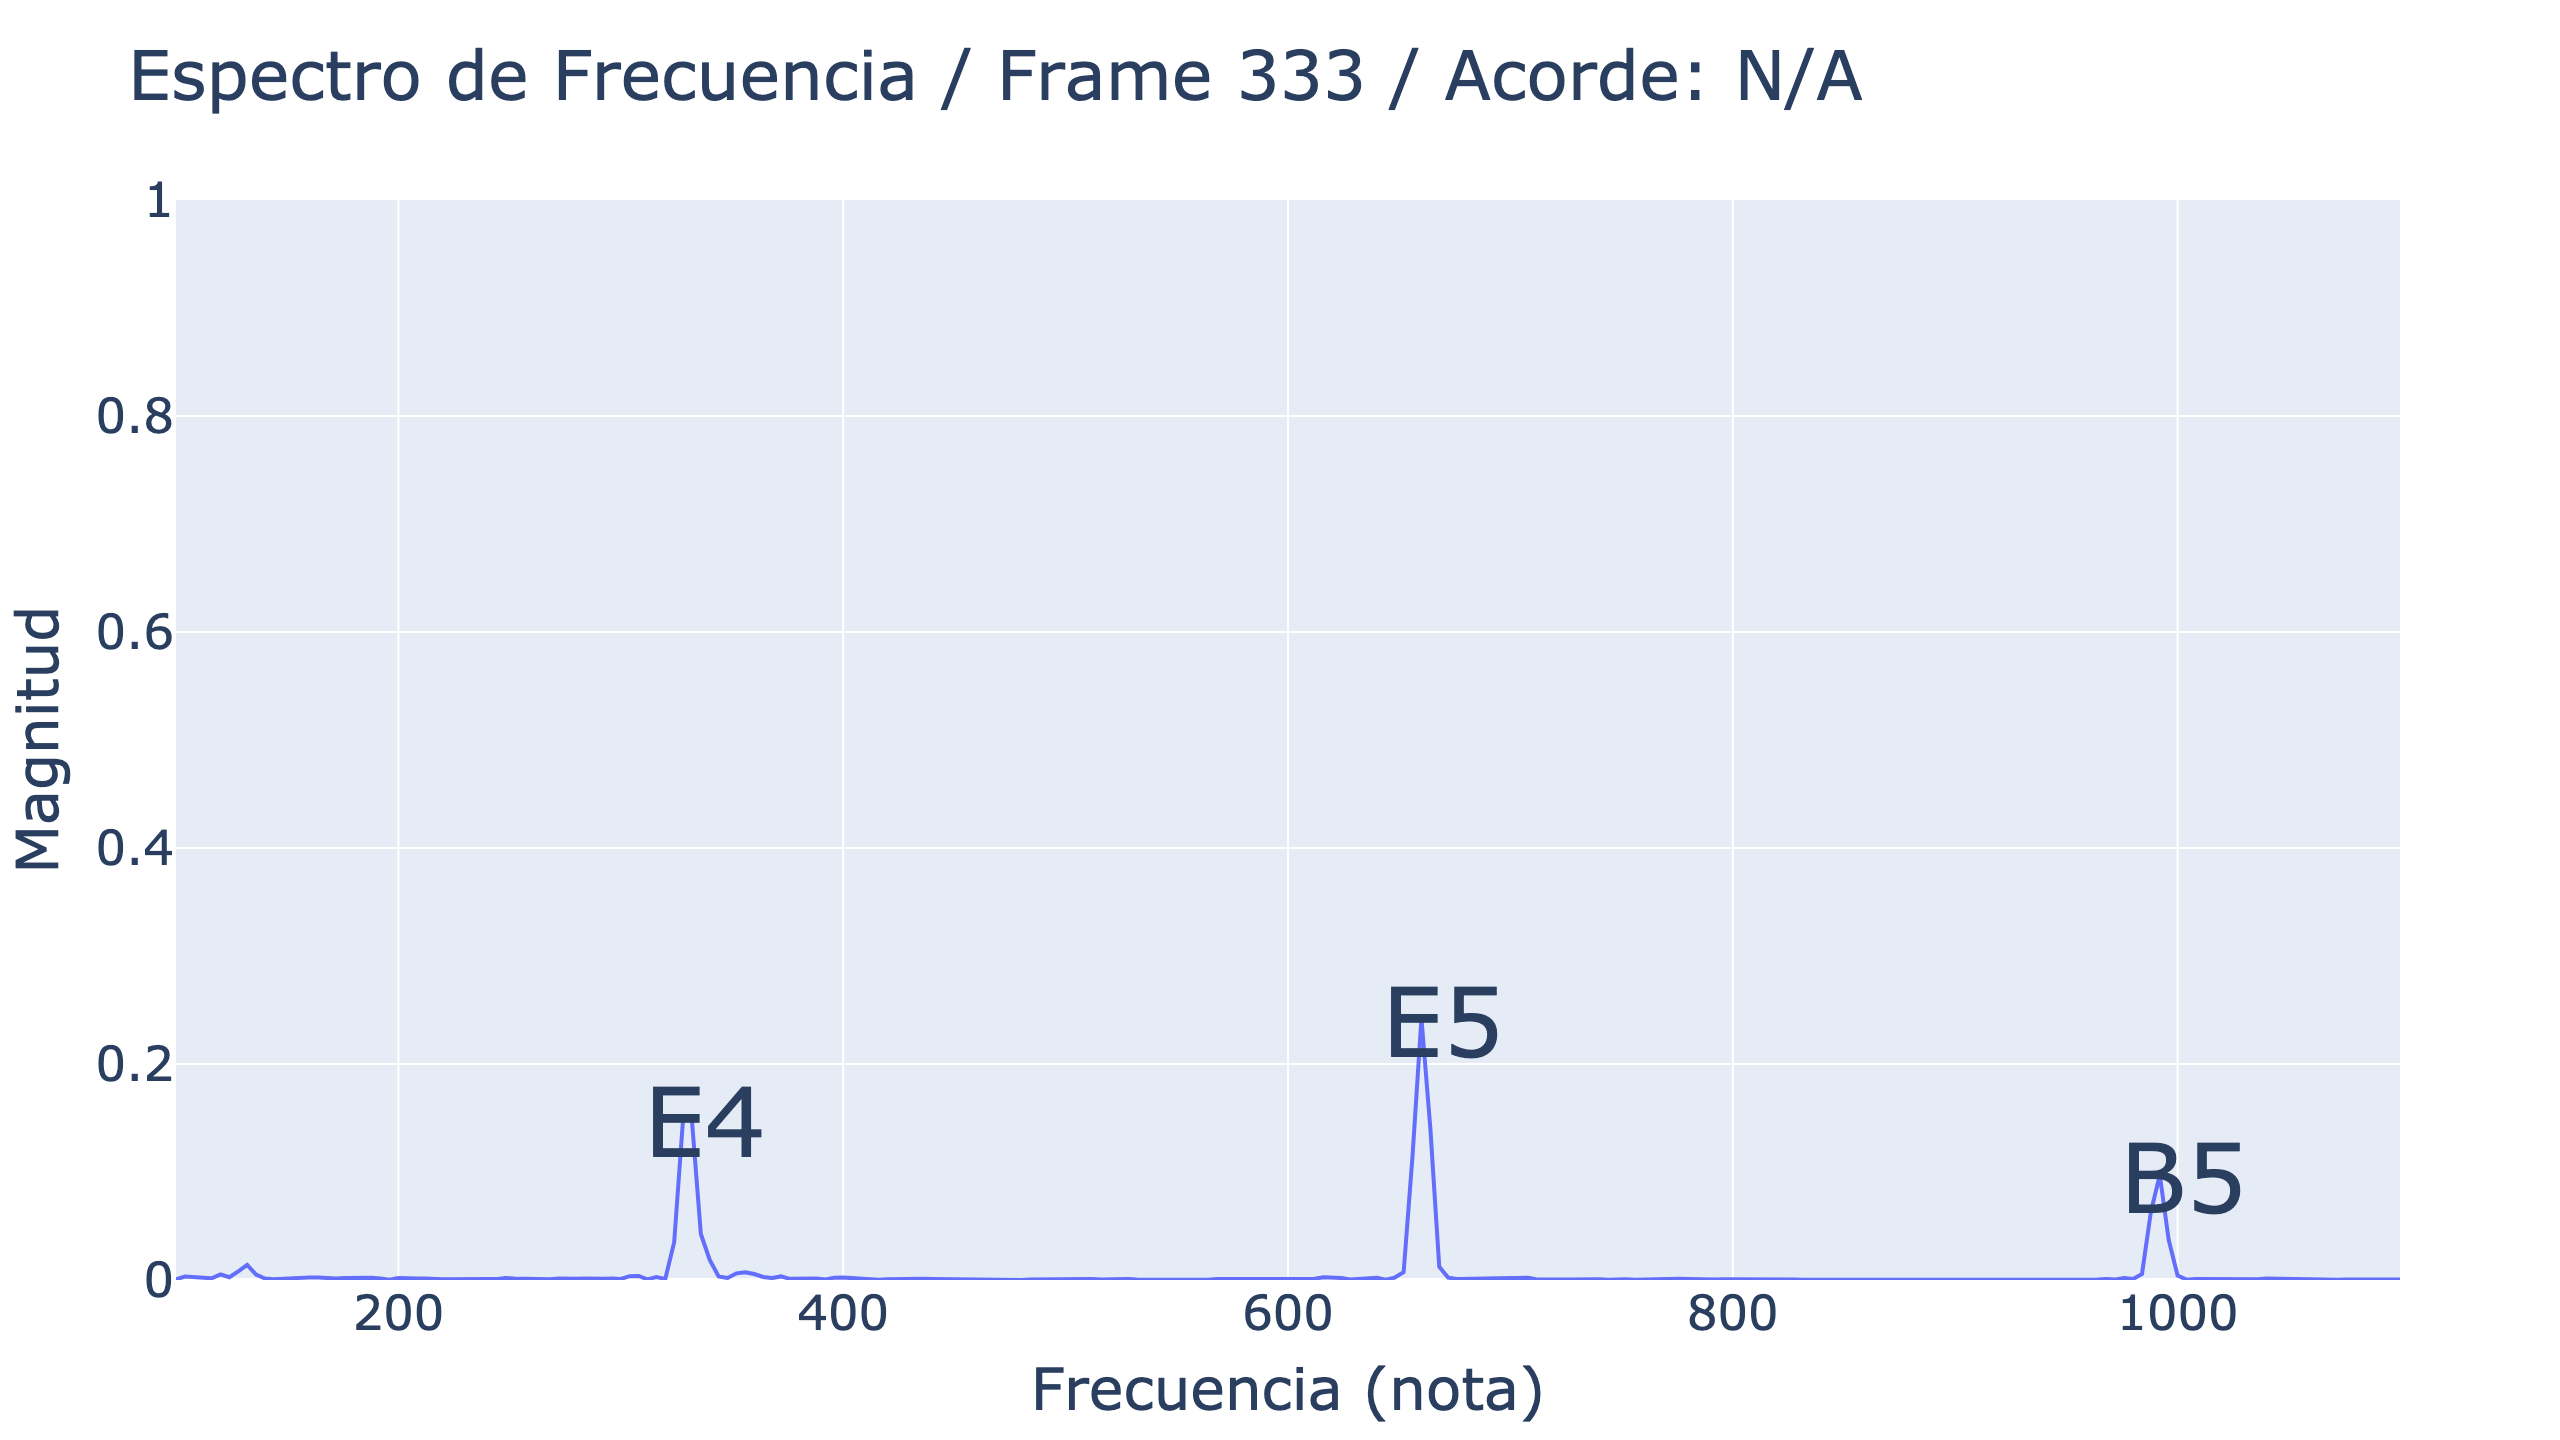 Espectro de Frecuencia / Frame 333 / Acorde: N/A
1
0.8
0.6
0.4
0.2
0
Magnitud
E4
E5
B5
200
400
600
800
1000
Frecuencia (nota)